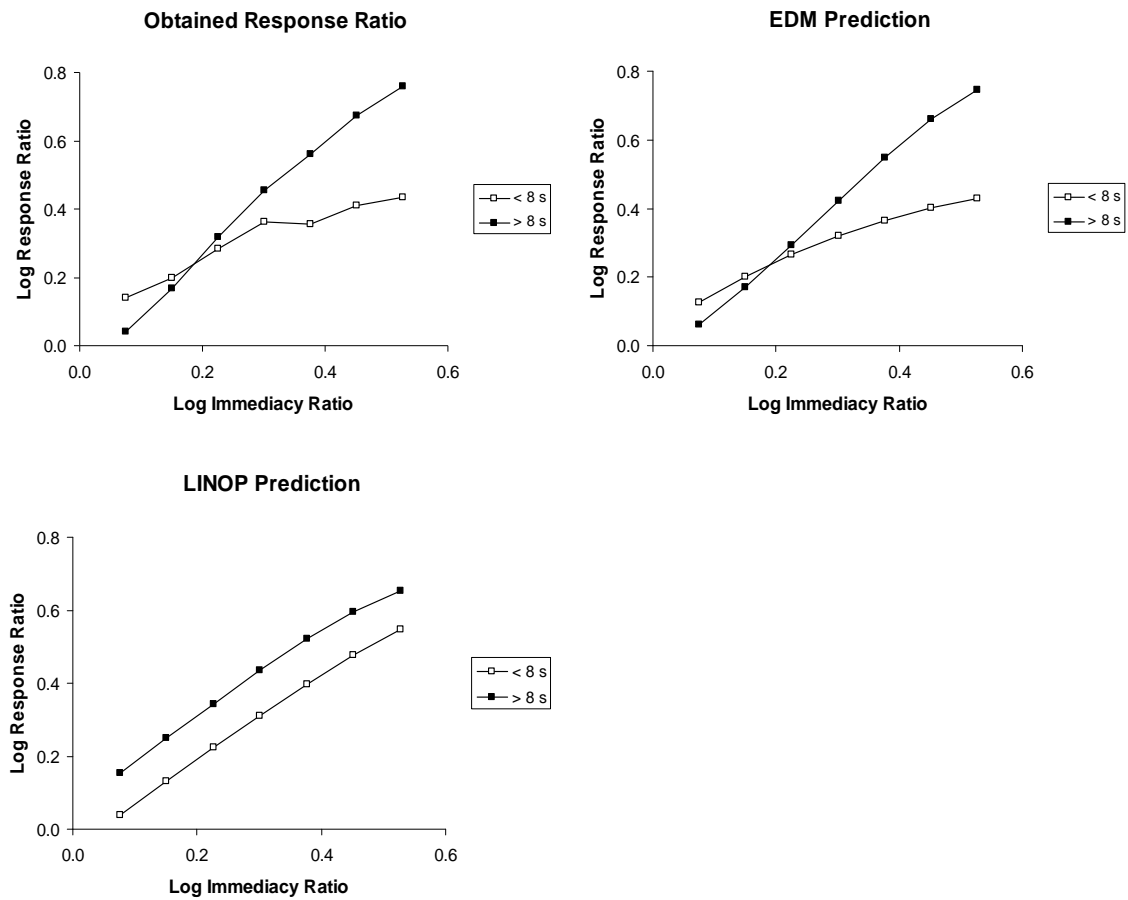 Obtained Response Ratio
Log Response Ratio
0.8
0.6
0.4
0.2
0.0
0.0 0.2 0.4 0.6
Log Immediacy Ratio
< 8 s
> 8 s
EDM Prediction
Log Response Ratio
0.8
0.6
0.4
0.2
0.0
0.0 0.2 0.4 0.6
Log Immediacy Ratio
< 8 s
> 8 s
LINOP Prediction
Log Response Ratio
0.8
0.6
0.4
0.2
0.0
0.0 0.2 0.4 0.6
Log Immediacy Ratio
< 8 s
> 8 s